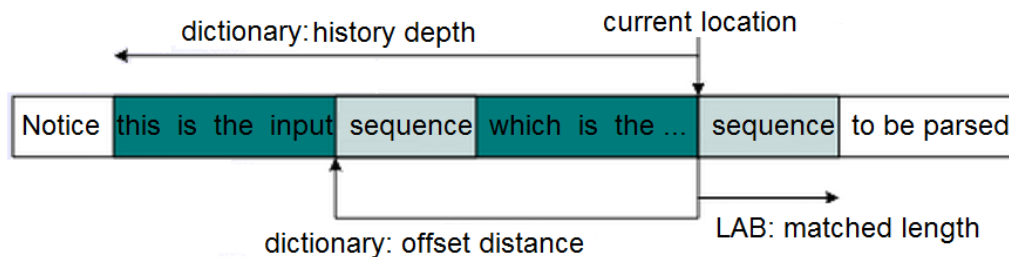 dictionary: history depth
current location
Notice this is the input sequence which is the ... sequence to be parsed
LAB: matched length
dictionary: offset distance